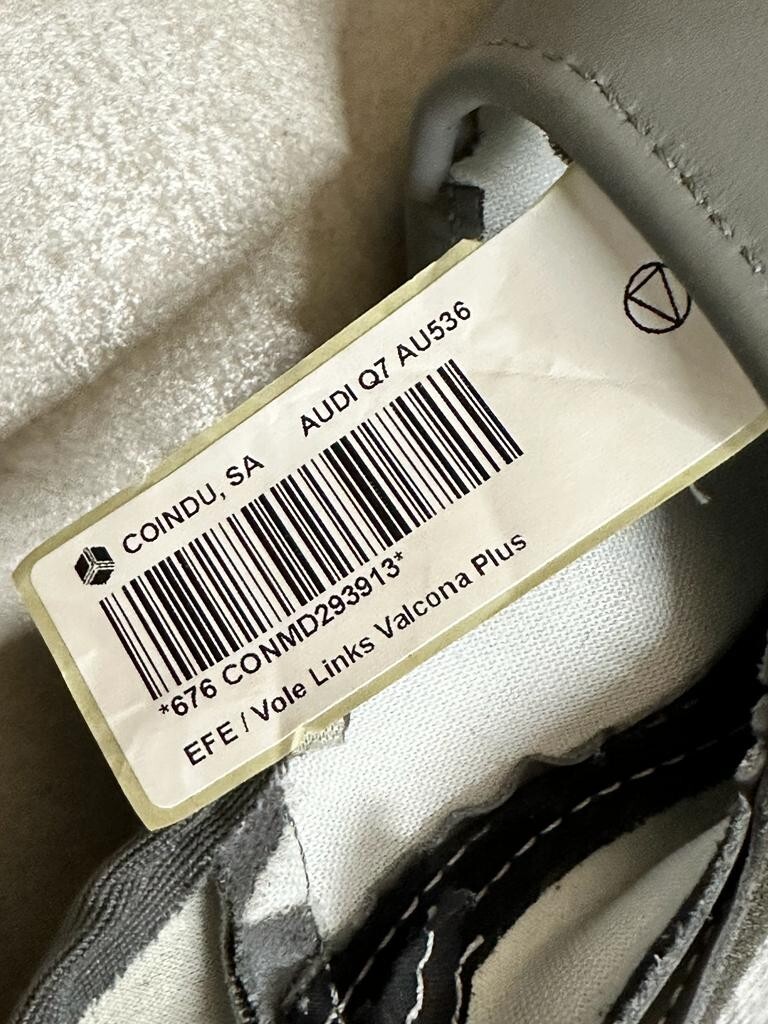 COINDU, SA AUDI Q7 AU536
*676 CONMD293913*
EFE / Vole Links Valcona Plus